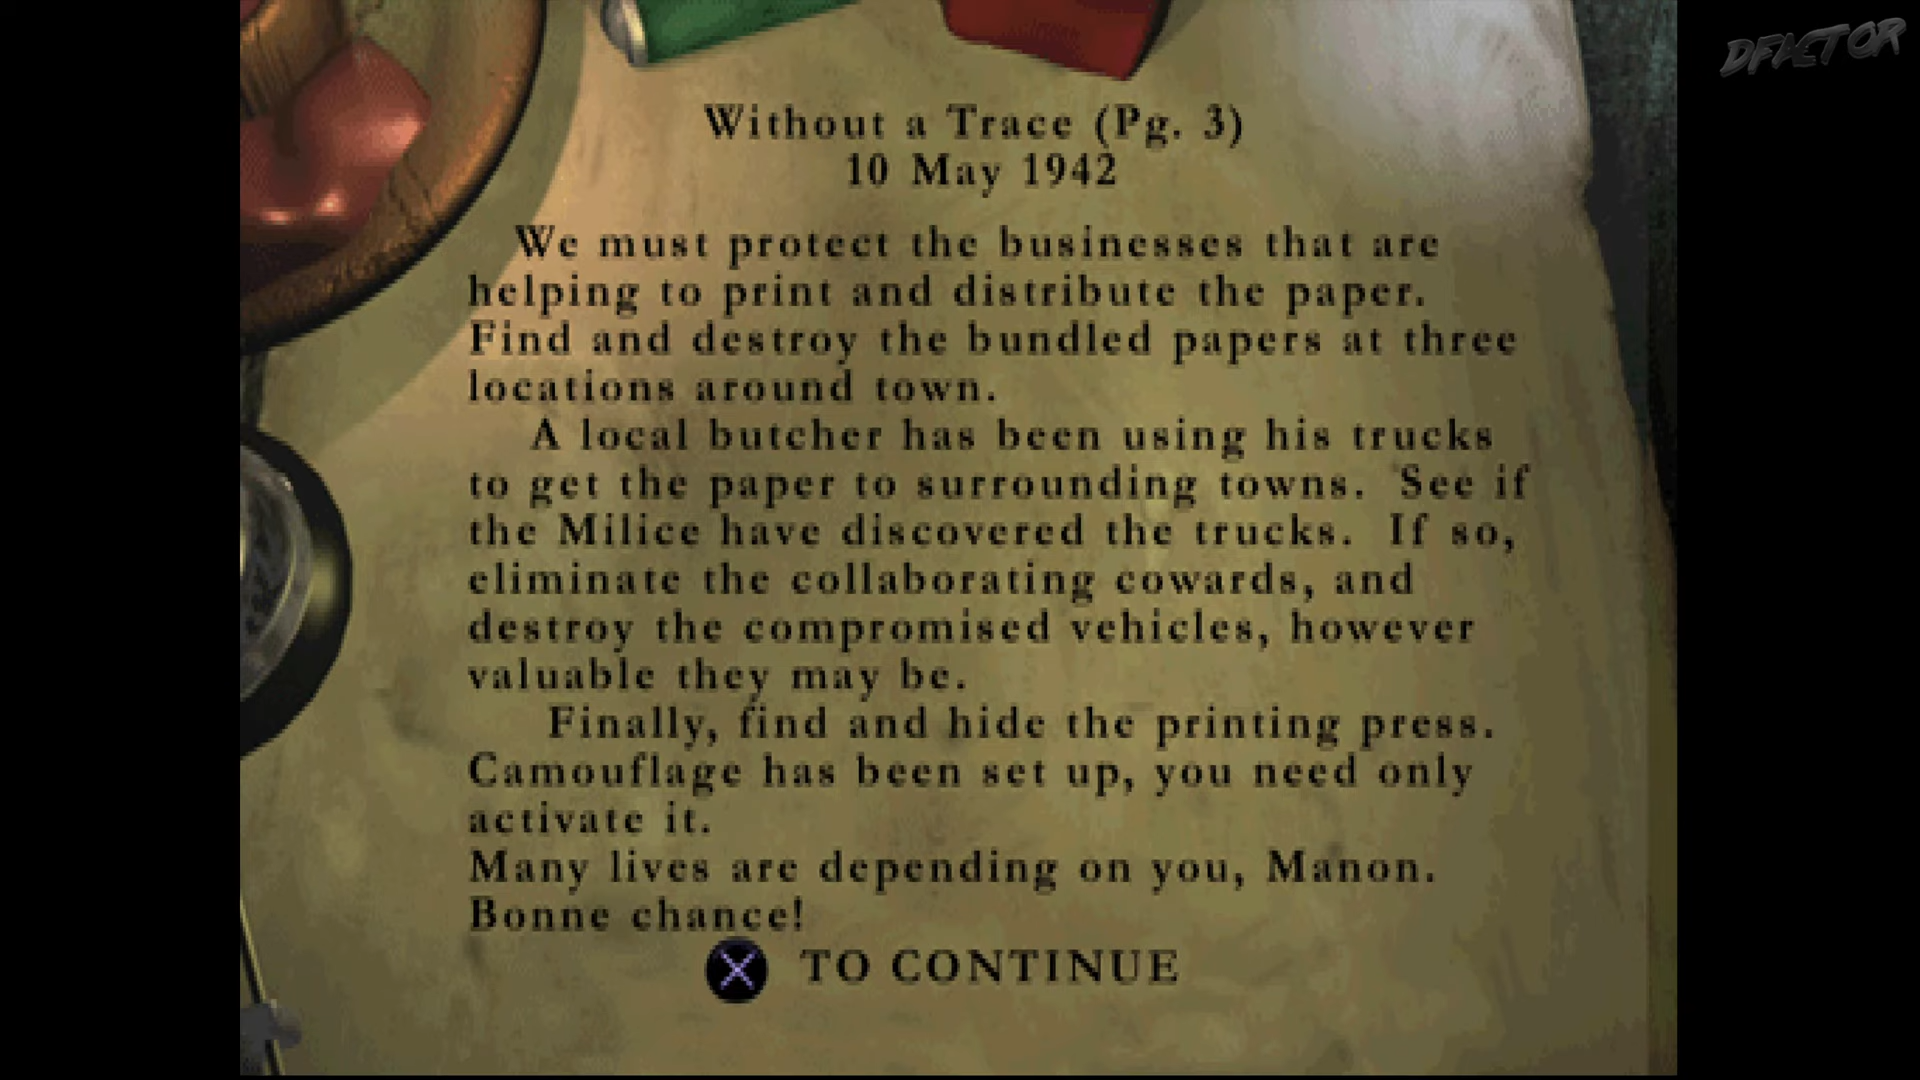 DFACTOR
Without a Trace (Pg. 3)
10 May 1942
We must protect the businesses that are
helping to print and distribute the paper.
Find and destroy the bundled papers at three
locations around town.
A local butcher has been using his trucks
to get the paper to surrounding towns. See if
the Milice have discovered the trucks. If so,
eliminate the collaborating cowards, and
destroy the compromised vehicles, however
valuable they may be.
Finally, find and hide the printing press.
Camouflage has been set up, you need only
activate it.
Many lives are depending on you, Manon.
Bonne chance!
TO CONTINUE